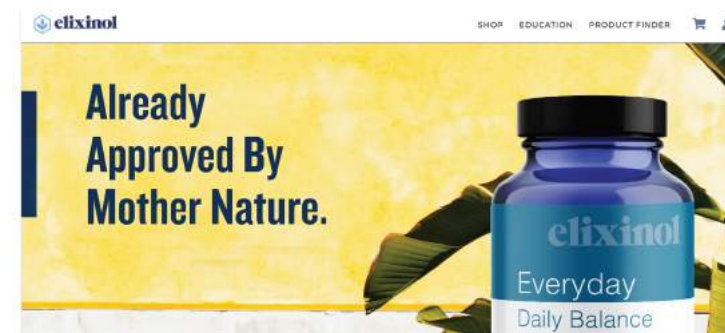 elixinol
SHOP EDUCATION PRODUCT FINDER
Already
Approved By
Mother Nature.
elixinol
Everyday
Daily Balance